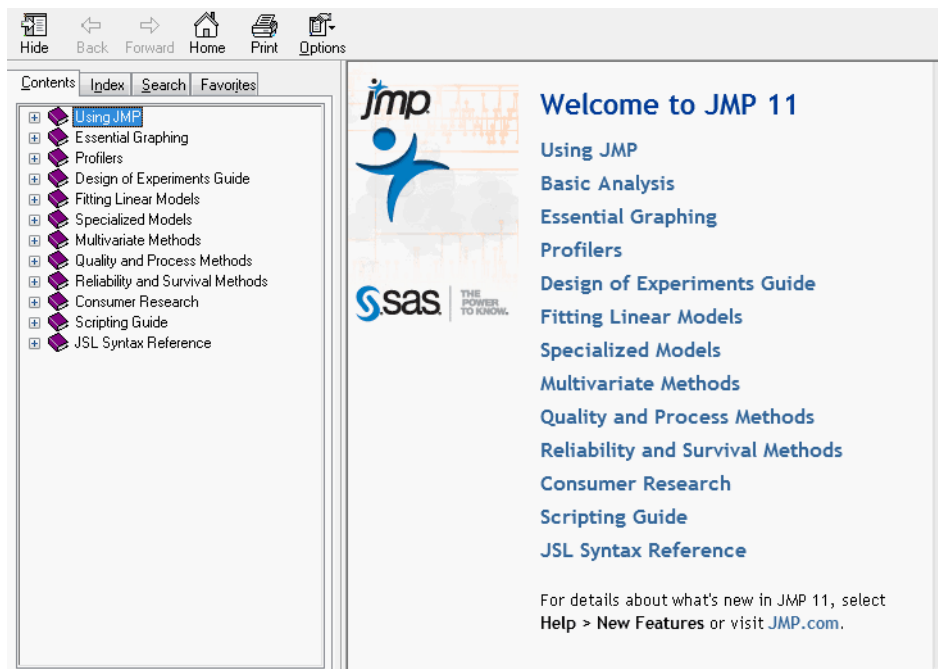 Hide Back Forward Home Print Options
Contents Index Search Favorites
Using JMP
Essential Graphing
Profilers
Design of Experiments Guide
Fitting Linear Models
Specialized Models
Multivariate Methods
Quality and Process Methods
Reliability and Survival Methods
Consumer Research
Scripting Guide
JSL Syntax Reference
jmp
sas THE
POWER
TO KNOW.
Welcome to JMP 11
Using JMP
Basic Analysis
Essential Graphing
Profilers
Design of Experiments Guide
Fitting Linear Models
Specialized Models
Multivariate Methods
Quality and Process Methods
Reliability and Survival Methods
Consumer Research
Scripting Guide
JSL Syntax Reference
For details about what's new in JMP 11, select
Help > New Features or visit JMP.com.